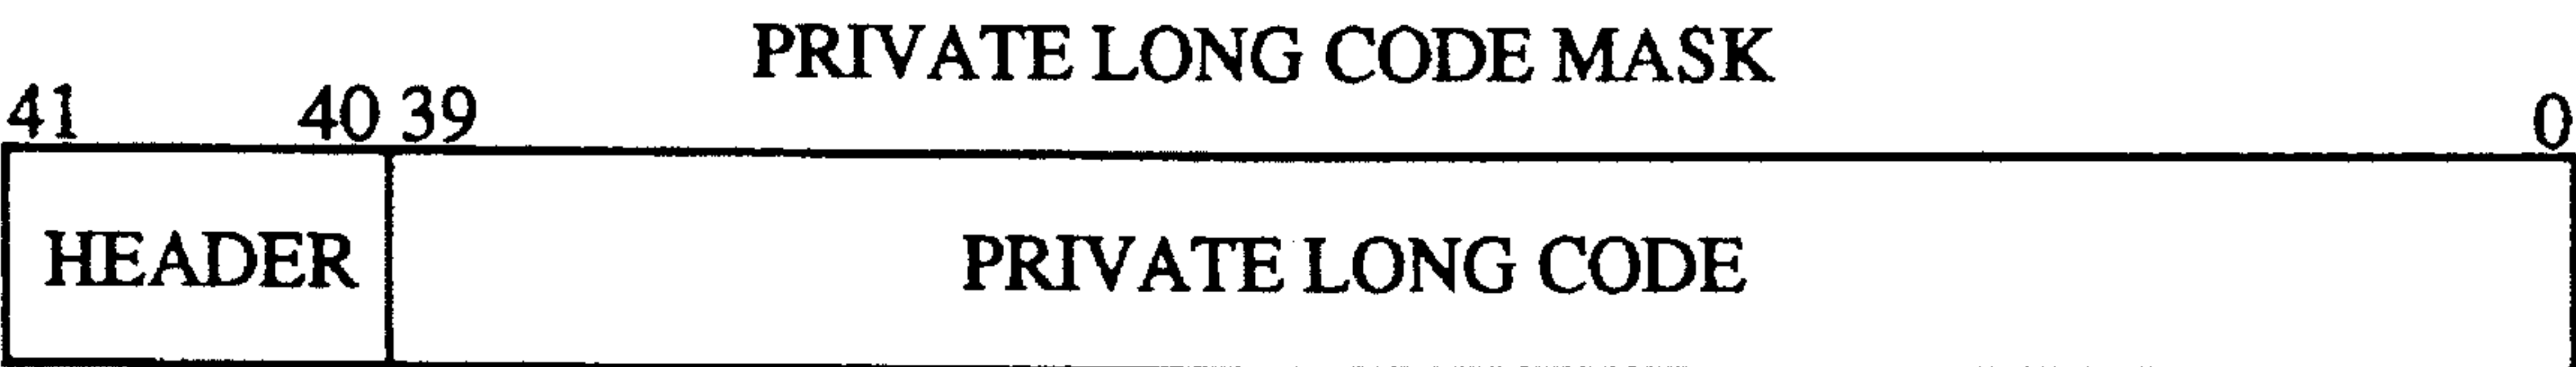 PRIVATE LONG CODE MASK
41 40 39 0
HEADER PRIVATE LONG CODE